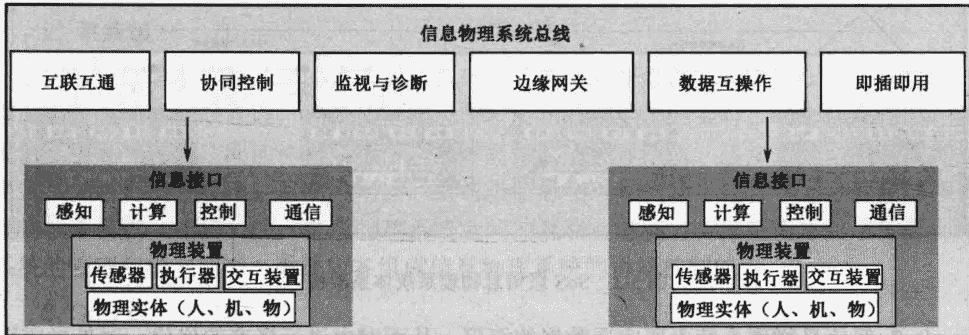 信息物理系统总线
互联互通 协同控制 监视与诊断 边缘网关 数据互操作 即插即用
信息接口 信息接口
感知 计算 控制 通信 感知 计算 控制 通信
物理装置 物理装置
传感器 执行器 交互装置 传感器 执行器 交互装置
物理实体（人、机、物） 物理实体（人、机、物）